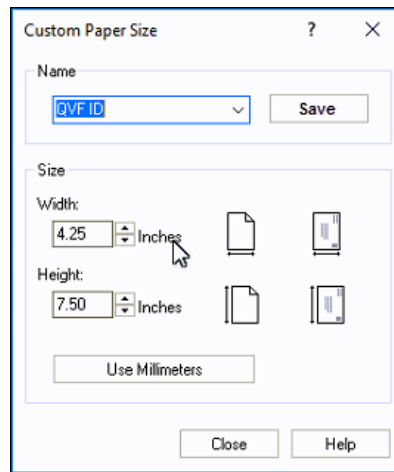 Custom Paper Size ?
Name
QVF ID
Save
Size
Width:
4.25 Inches
Height:
7.50 Inches
Use Millimeters
Close Help